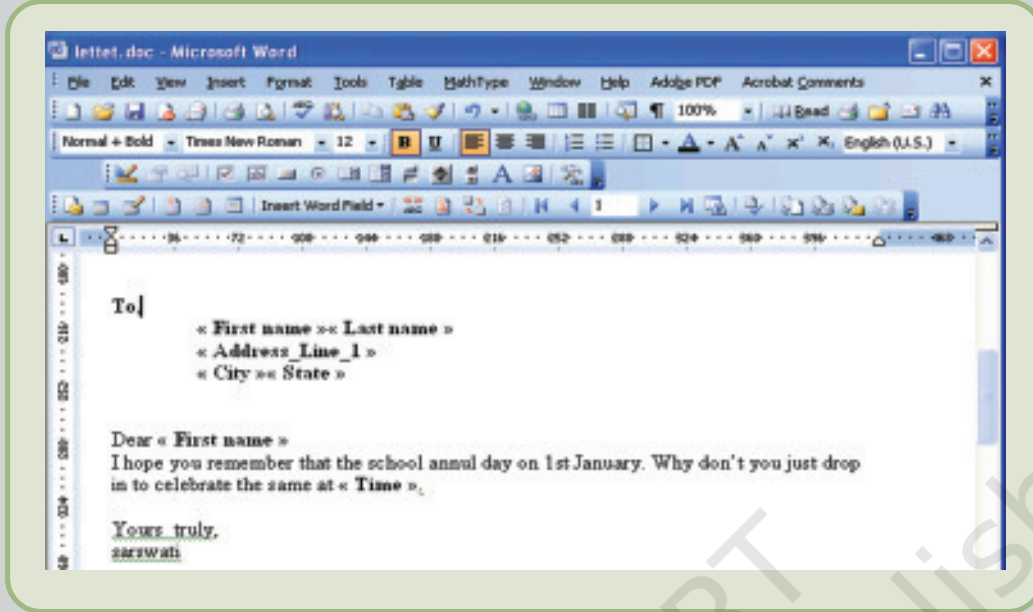 lettet.doc - Microsoft Word
File Edit View Insert Format Tools Table MathType Window Help Adobe PDF Acrobat Comments
100% Read
Normal + Bold Times New Roman 12 B U A English (U.S.)
A
Insert Word Field 1
To,
« First name »« Last name »
« Address_Line_1 »
« City »« State »
Dear « First name »
I hope you remember that the school annul day on 1st January. Why don't you just drop
in to celebrate the same at « Time ».
Yours truly,
sarswati